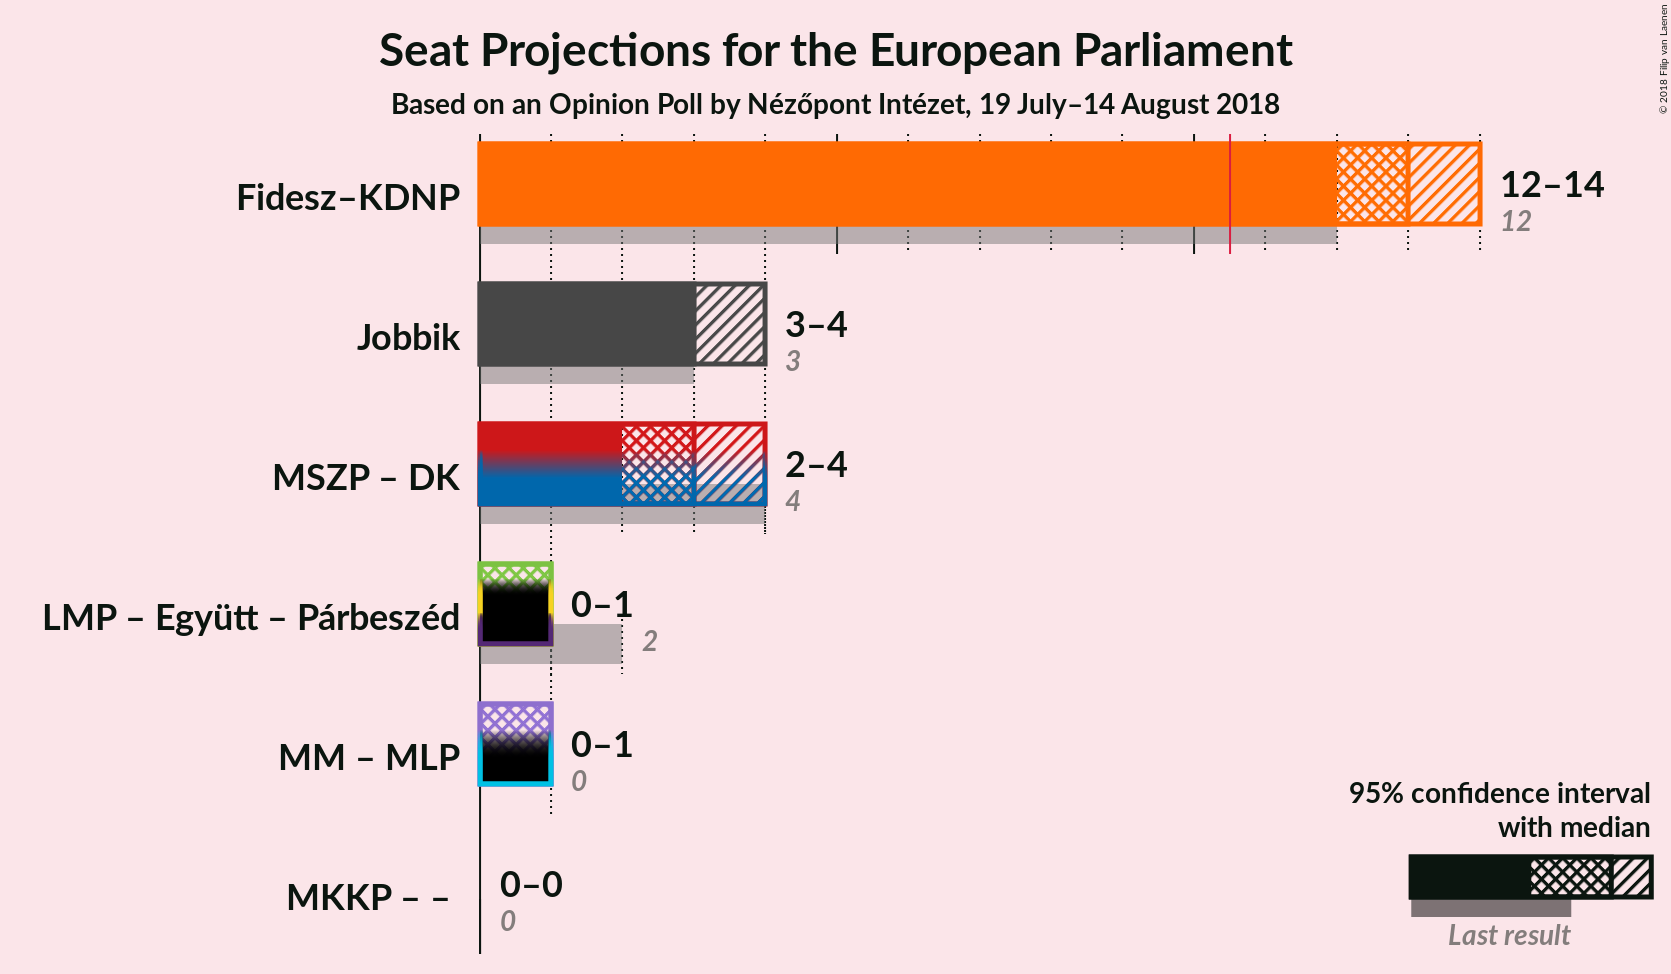 Seat Projections for the European Parliament
Based on an Opinion Poll by Nézőpont Intézet, 19 July–14 August 2018
© 2018 Filip van Laenen
Fidesz–KDNP
12–14
12
Jobbik
3–4
3
MSZP – DK
2–4
4
LMP – Együtt – Párbeszéd
0–1
2
MM – MLP
0–1
0
MKKP – –
0–0
0
95% confidence interval
with median
Last result